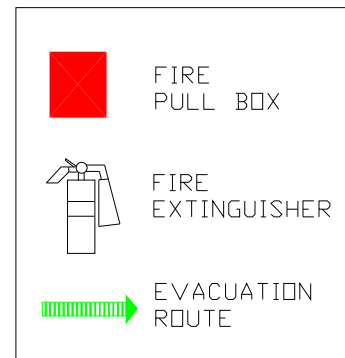 FIRE
PULL BOX
FIRE
EXTINGUISHER
EVACUATION
ROUTE